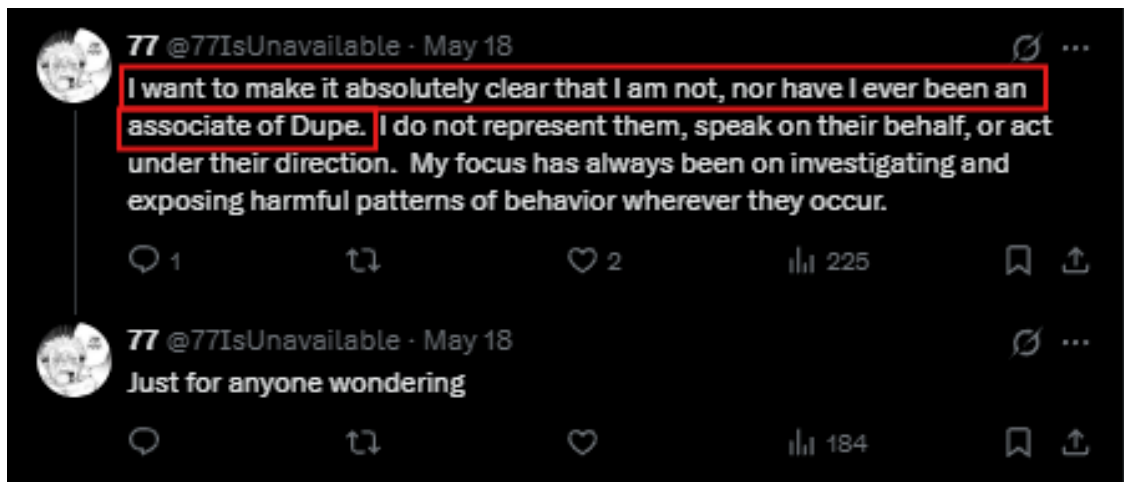 77 @77IsUnavailable · May 18
I want to make it absolutely clear that I am not, nor have I ever been an
associate of Dupe. I do not represent them, speak on their behalf, or act
under their direction. My focus has always been on investigating and
exposing harmful patterns of behavior wherever they occur.
1 2 225
77 @77IsUnavailable · May 18
Just for anyone wondering
184